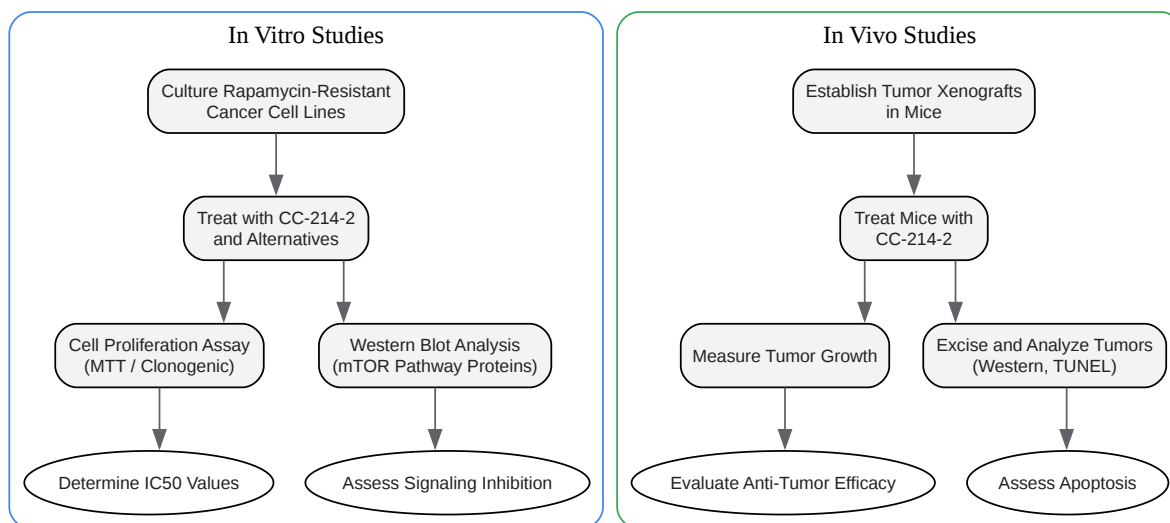 In Vitro Studies
Culture Rapamycin-Resistant
Cancer Cell Lines
Treat with CC-214-2
and Alternatives
Cell Proliferation Assay
(MTT / Clonogenic)
Western Blot Analysis
(mTOR Pathway Proteins)
Determine IC50 Values
Assess Signaling Inhibition
In Vivo Studies
Establish Tumor Xenografts
in Mice
Treat Mice with
CC-214-2
Measure Tumor Growth
Excise and Analyze Tumors
(Western, TUNEL)
Evaluate Anti-Tumor Efficacy
Assess Apoptosis